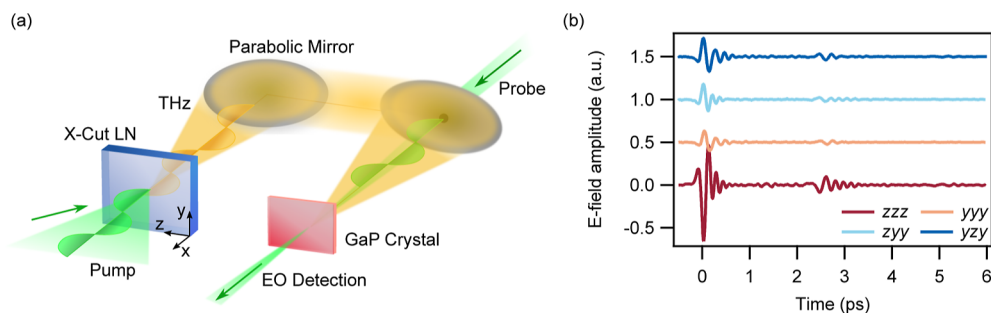 (a)
Parabolic Mirror
THz
Probe
X-Cut LN
y
z
x
Pump
GaP Crystal
EO Detection
(b)
E-field amplitude (a.u.)
1.5
1.0
0.5
0.0
-0.5
zzz
yyy
zyy
yzy
0 1 2 3 4 5 6
Time (ps)